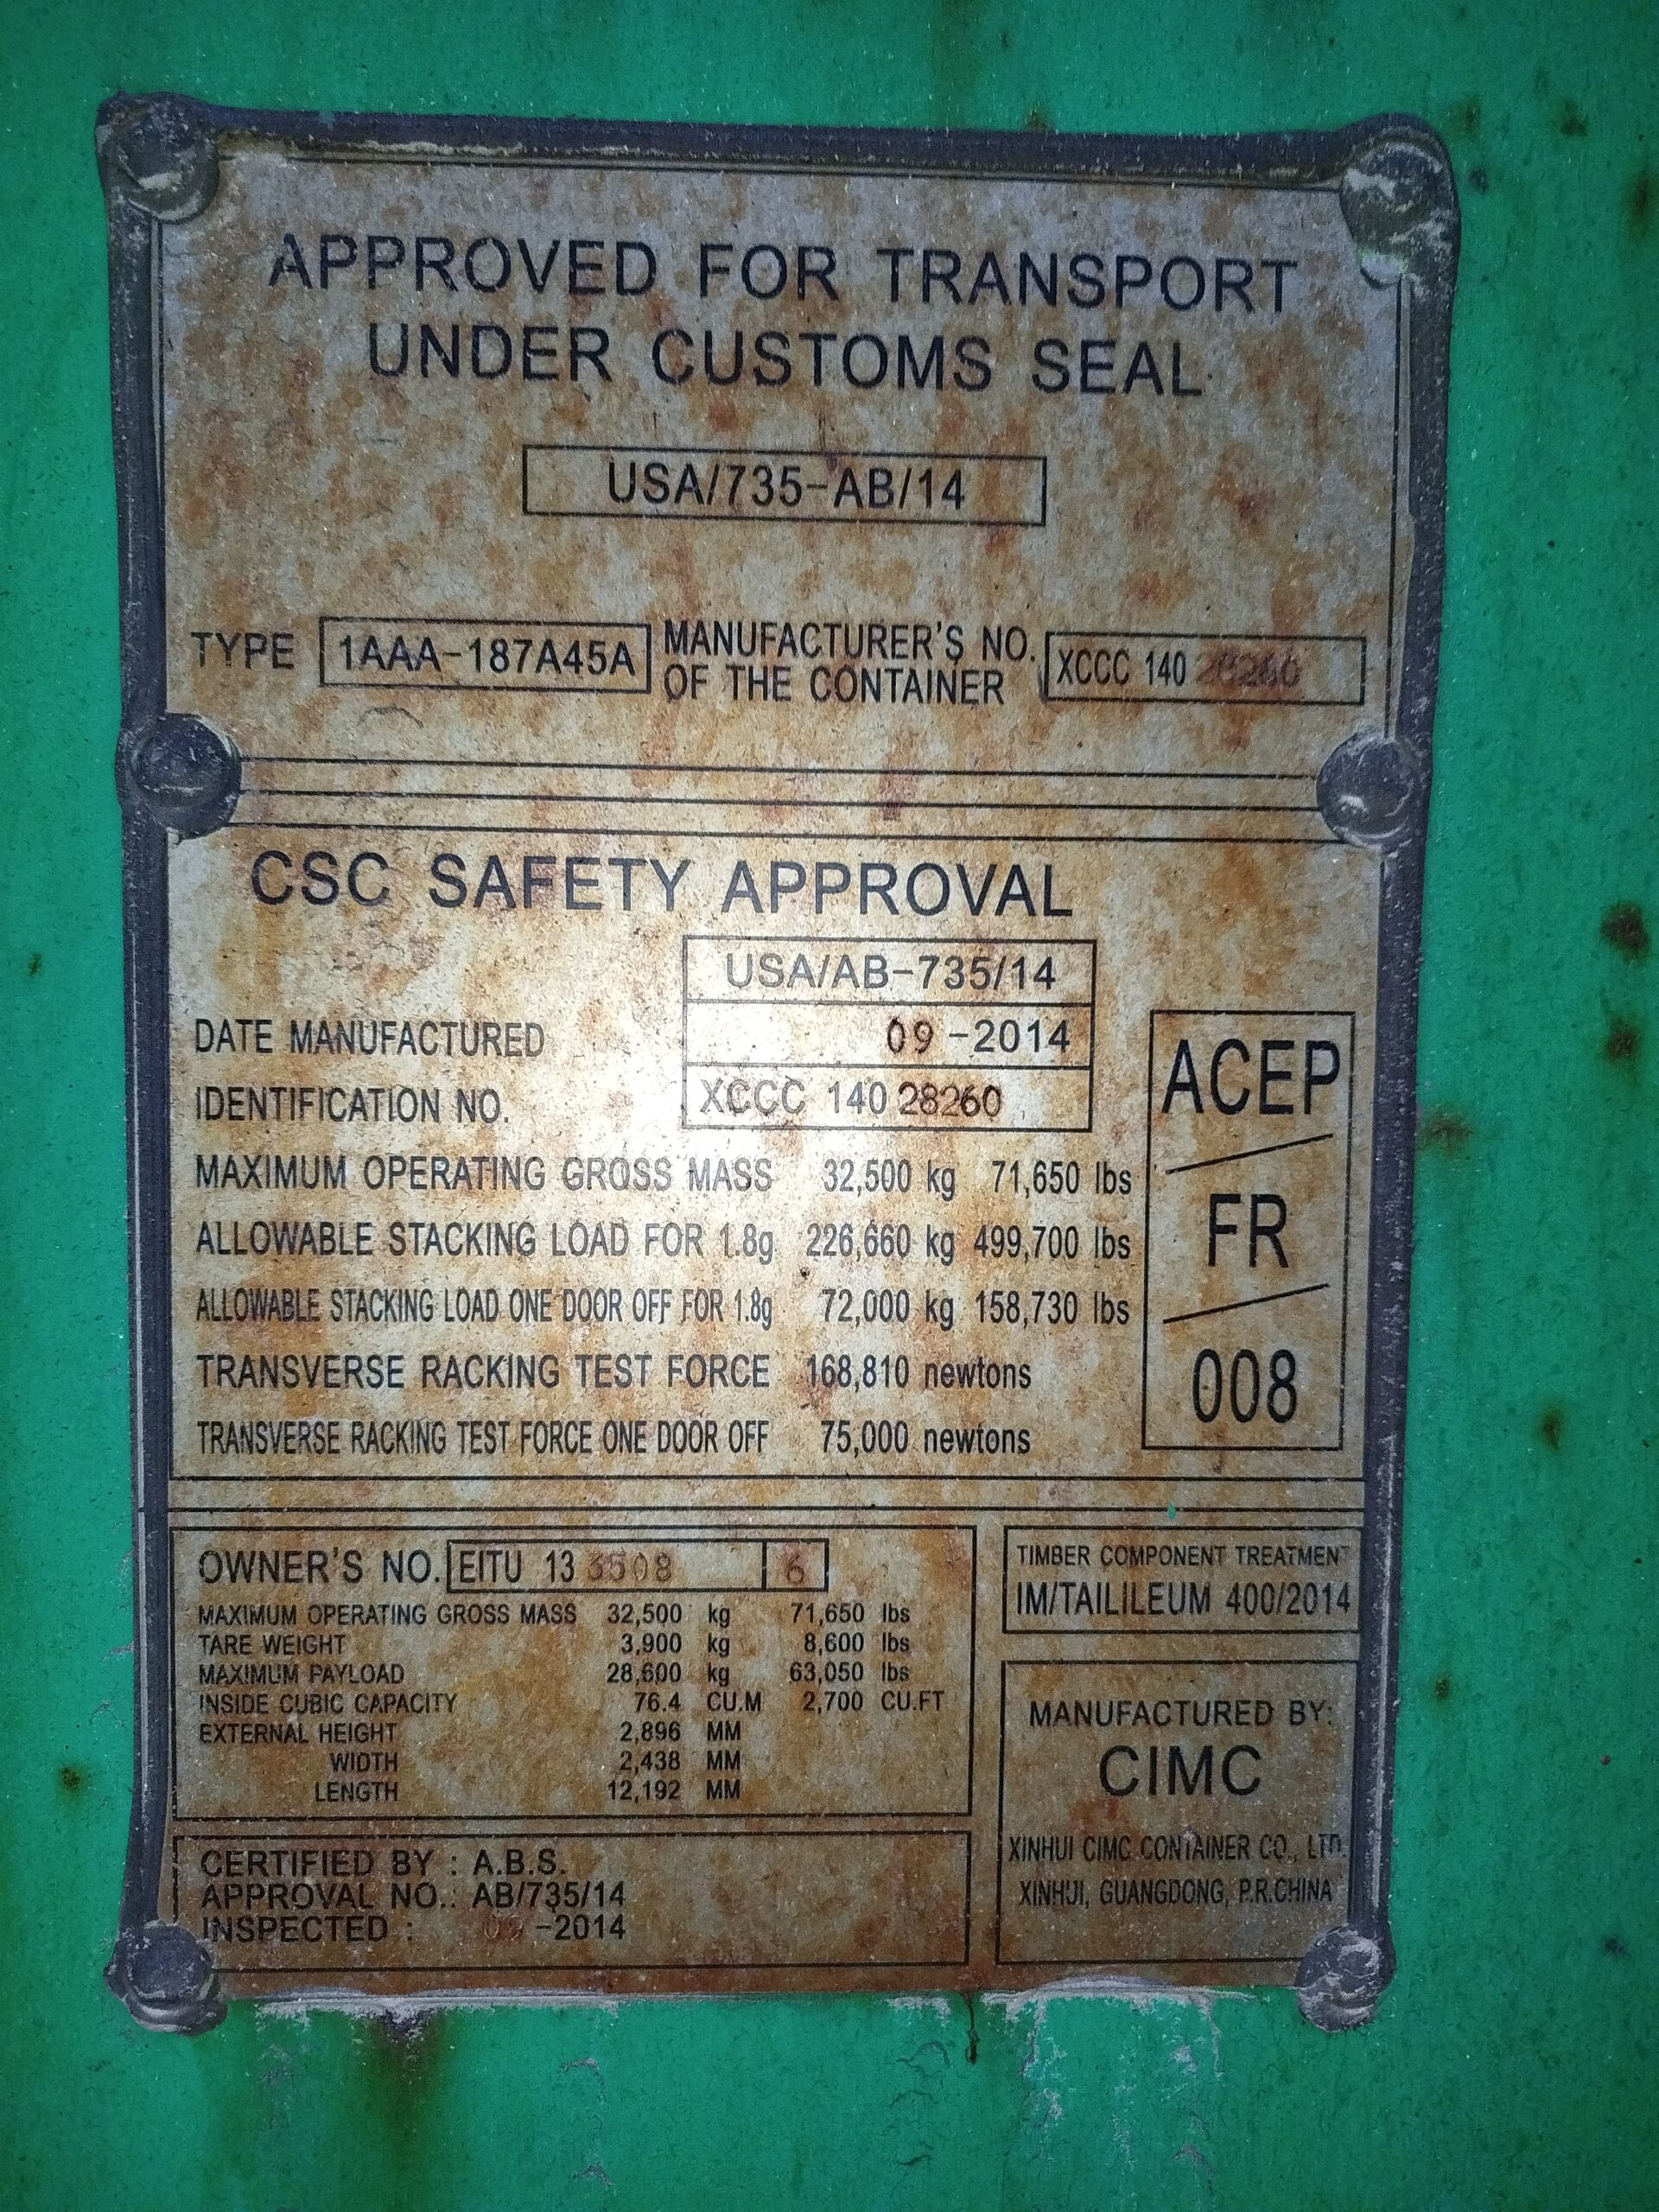 APPROVED FOR TRANSPORT
UNDER CUSTOMS SEAL
USA/735-AB/14
TYPE 1AAA-187A45A MANUFACTURER'S NO. OF THE CONTAINER XCCC 140 28260
CSC SAFETY APPROVAL
USA/AB-735/14
DATE MANUFACTURED 09-2014
IDENTIFICATION NO. XCCC 140 28260
MAXIMUM OPERATING GROSS MASS 32,500 kg 71,650 lbs
ALLOWABLE STACKING LOAD FOR 1.8g 226,660 kg 499,700 lbs
ALLOWABLE STACKING LOAD ONE DOOR OFF FOR 1.8g 72,000 kg 158,730 lbs
TRANSVERSE RACKING TEST FORCE 168,810 newtons
TRANSVERSE RACKING TEST FORCE ONE DOOR OFF 75,000 newtons
ACEP
/
FR
/
008
OWNER'S NO. EITU 13 3508 6
MAXIMUM OPERATING GROSS MASS 32,500 kg 71,650 lbs
TARE WEIGHT 3,900 kg 8,600 lbs
MAXIMUM PAYLOAD 28,600 kg 63,050 lbs
INSIDE CUBIC CAPACITY 76.4 CU.M 2,700 CU.FT
EXTERNAL HEIGHT 2,896 MM
WIDTH 2,438 MM
LENGTH 12,192 MM
CERTIFIED BY : A.B.S.
APPROVAL NO.: AB/735/14
INSPECTED : 09-2014
TIMBER COMPONENT TREATMENT
IM/TAILILEUM 400/2014
MANUFACTURED BY:
CIMC
XINHUI CIMC CONTAINER CO., LTD.
XINHUI, GUANGDONG, P.R.CHINA